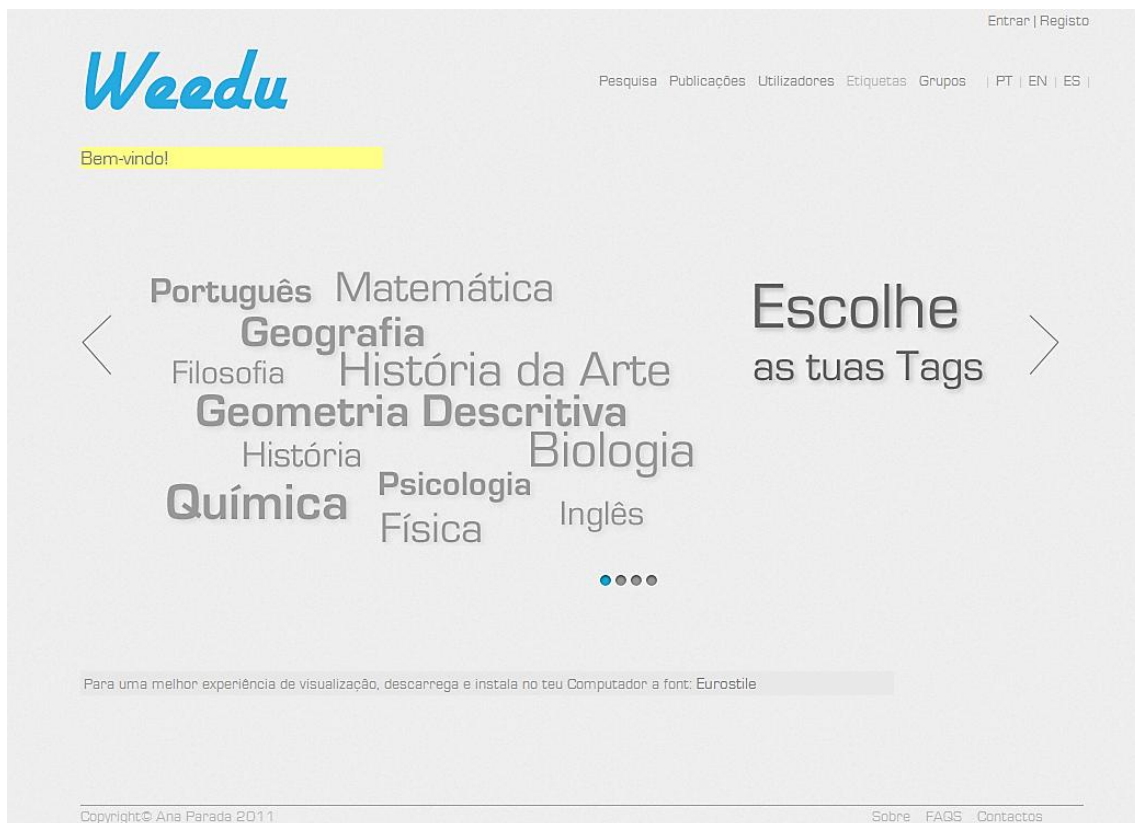 Entrar | Registo
Weedu
Pesquisa Publicações Utilizadores Etiquetas Grupos | PT | EN | ES |
Bem-vindo!
Português Matemática
Geografia
Filosofia História da Arte
Geometria Descritiva
História Biologia
Química Psicologia
Física Inglês
Escolhe
as tuas Tags
Para uma melhor experiência de visualização, descarrega e instala no teu Computador a font: Eurostile
Copyright© Ana Parada 2011
Sobre FAQS Contactos